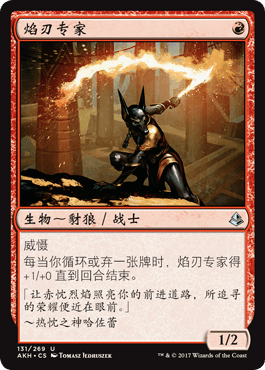 焰刃专家
生物～豺狼／战士
威慑
每当你循环或弃一张牌时，焰刃专家得
+1/+0 直到回合结束。
「让赤忱烈焰照亮你的前进道路，所追寻
的荣耀便近在眼前。」
～热忱之神哈佐蕾
1/2
131/269 U
AKH • CS Tomasz Jedruszek
™ & © 2017 Wizards of the Coast